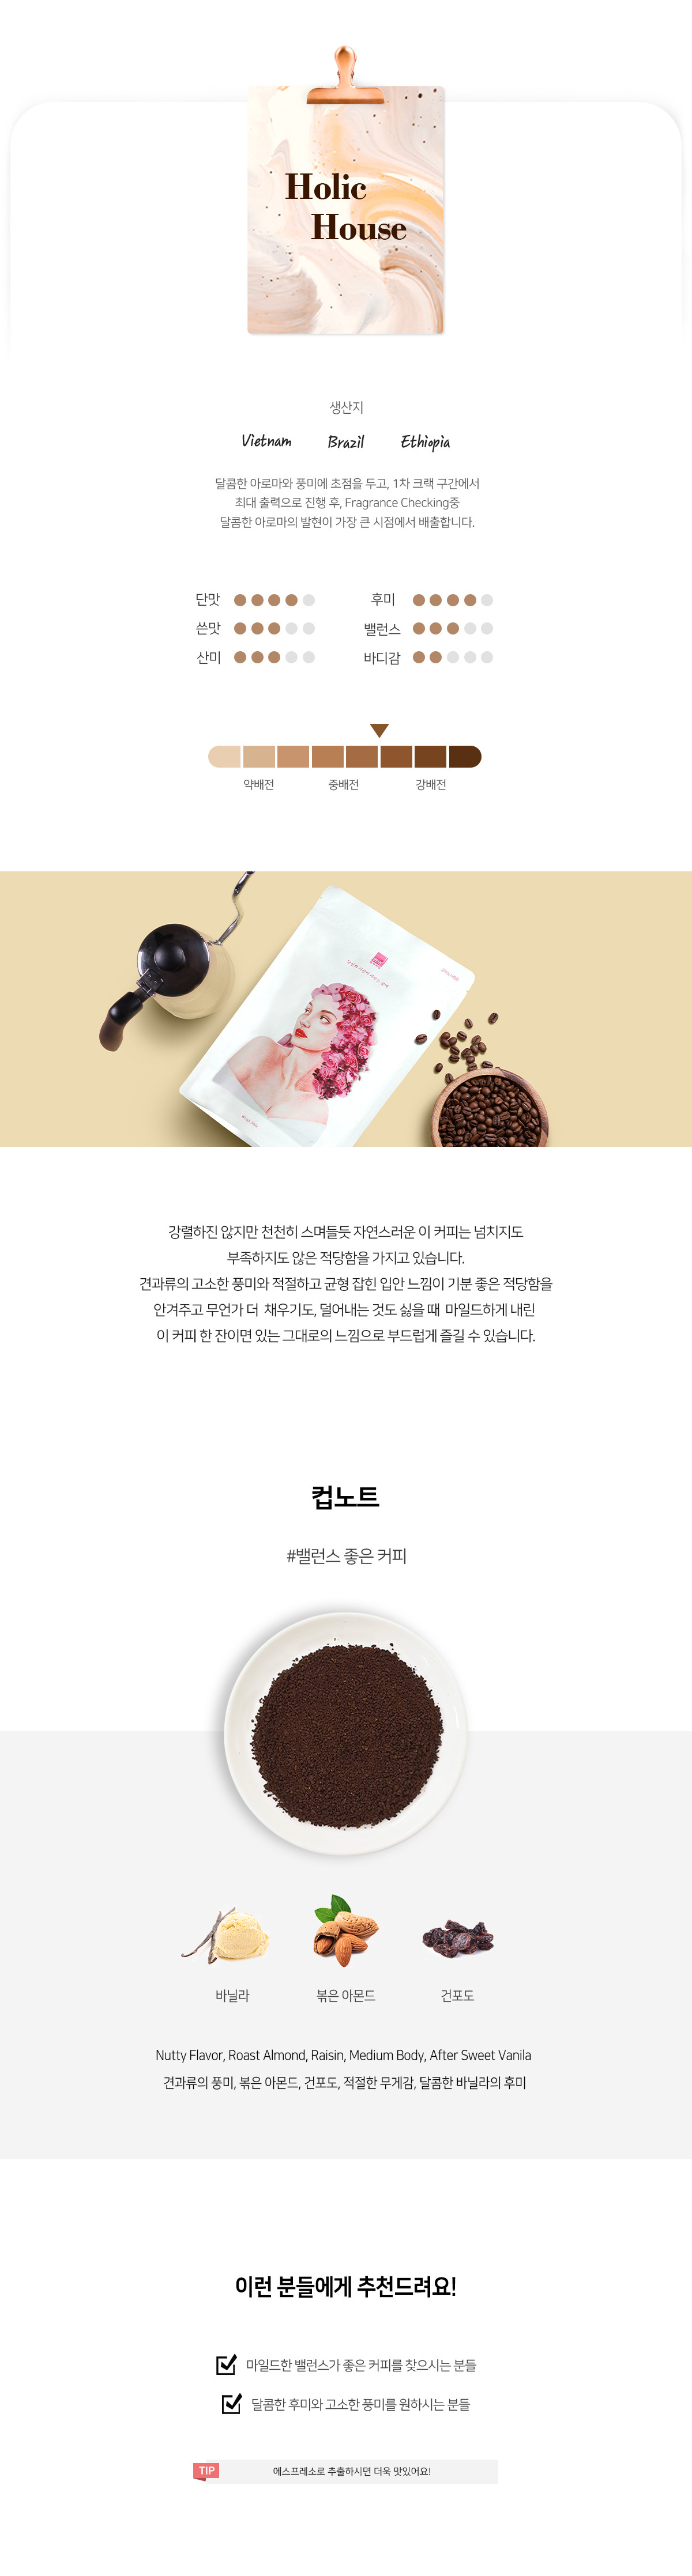 Holic
House
생산지
Vietnam Brazil Ethiopia
달콤한 아로마와 풍미에 초점을 두고, 1차 크랙 구간에서
최대 출력으로 진행 후, Fragrance Checking중
달콤한 아로마의 발현이 가장 큰 시점에서 배출합니다.
단맛 후미
쓴맛 밸런스
산미 바디감
약배전 중배전 강배전
강렬하진 않지만 천천히 스며들듯 자연스러운 이 커피는 넘치지도
부족하지도 않은 적당함을 가지고 있습니다.
견과류의 고소한 풍미와 적절하고 균형 잡힌 입안 느낌이 기분 좋은 적당함을
안겨주고 무언가 더 채우기도, 덜어내는 것도 싫을 때 마일드하게 내린
이 커피 한 잔이면 있는 그대로의 느낌으로 부드럽게 즐길 수 있습니다.
컵노트
#밸런스 좋은 커피
바닐라 볶은 아몬드 건포도
Nutty Flavor, Roast Almond, Raisin, Medium Body, After Sweet Vanila
견과류의 풍미, 볶은 아몬드, 건포도, 적절한 무게감, 달콤한 바닐라의 후미
이런 분들에게 추천드려요!
마일드한 밸런스가 좋은 커피를 찾으시는 분들
달콤한 후미와 고소한 풍미를 원하시는 분들
TIP 에스프레소로 추출하시면 더욱 맛있어요!